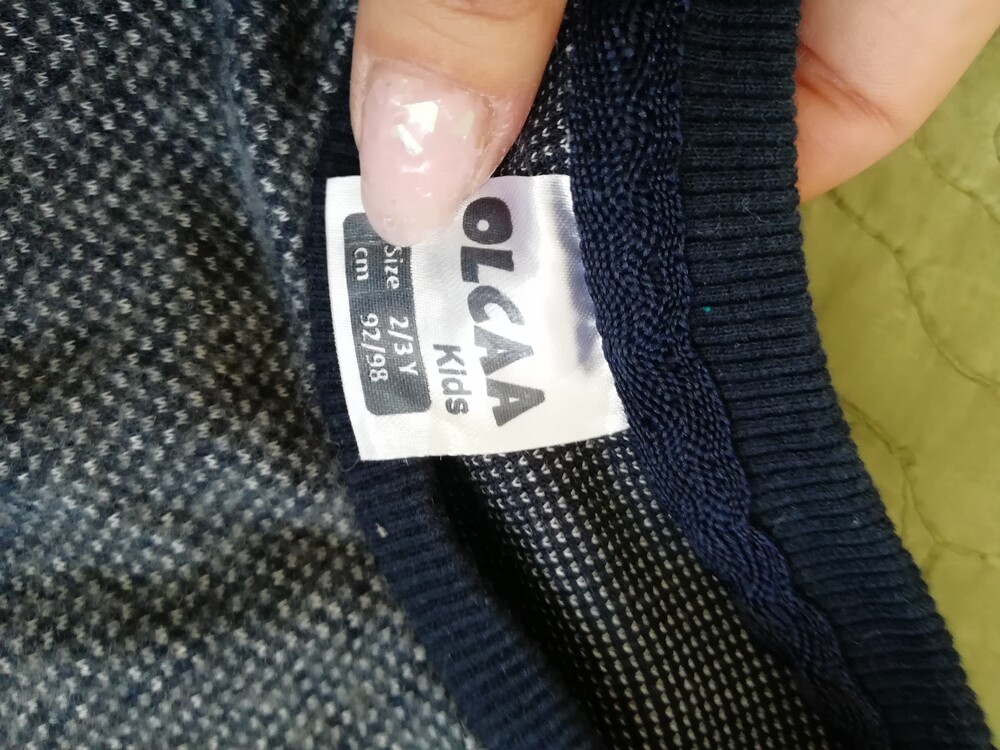 OLCAA
Kids
Size 2/3 Y
cm 92/98